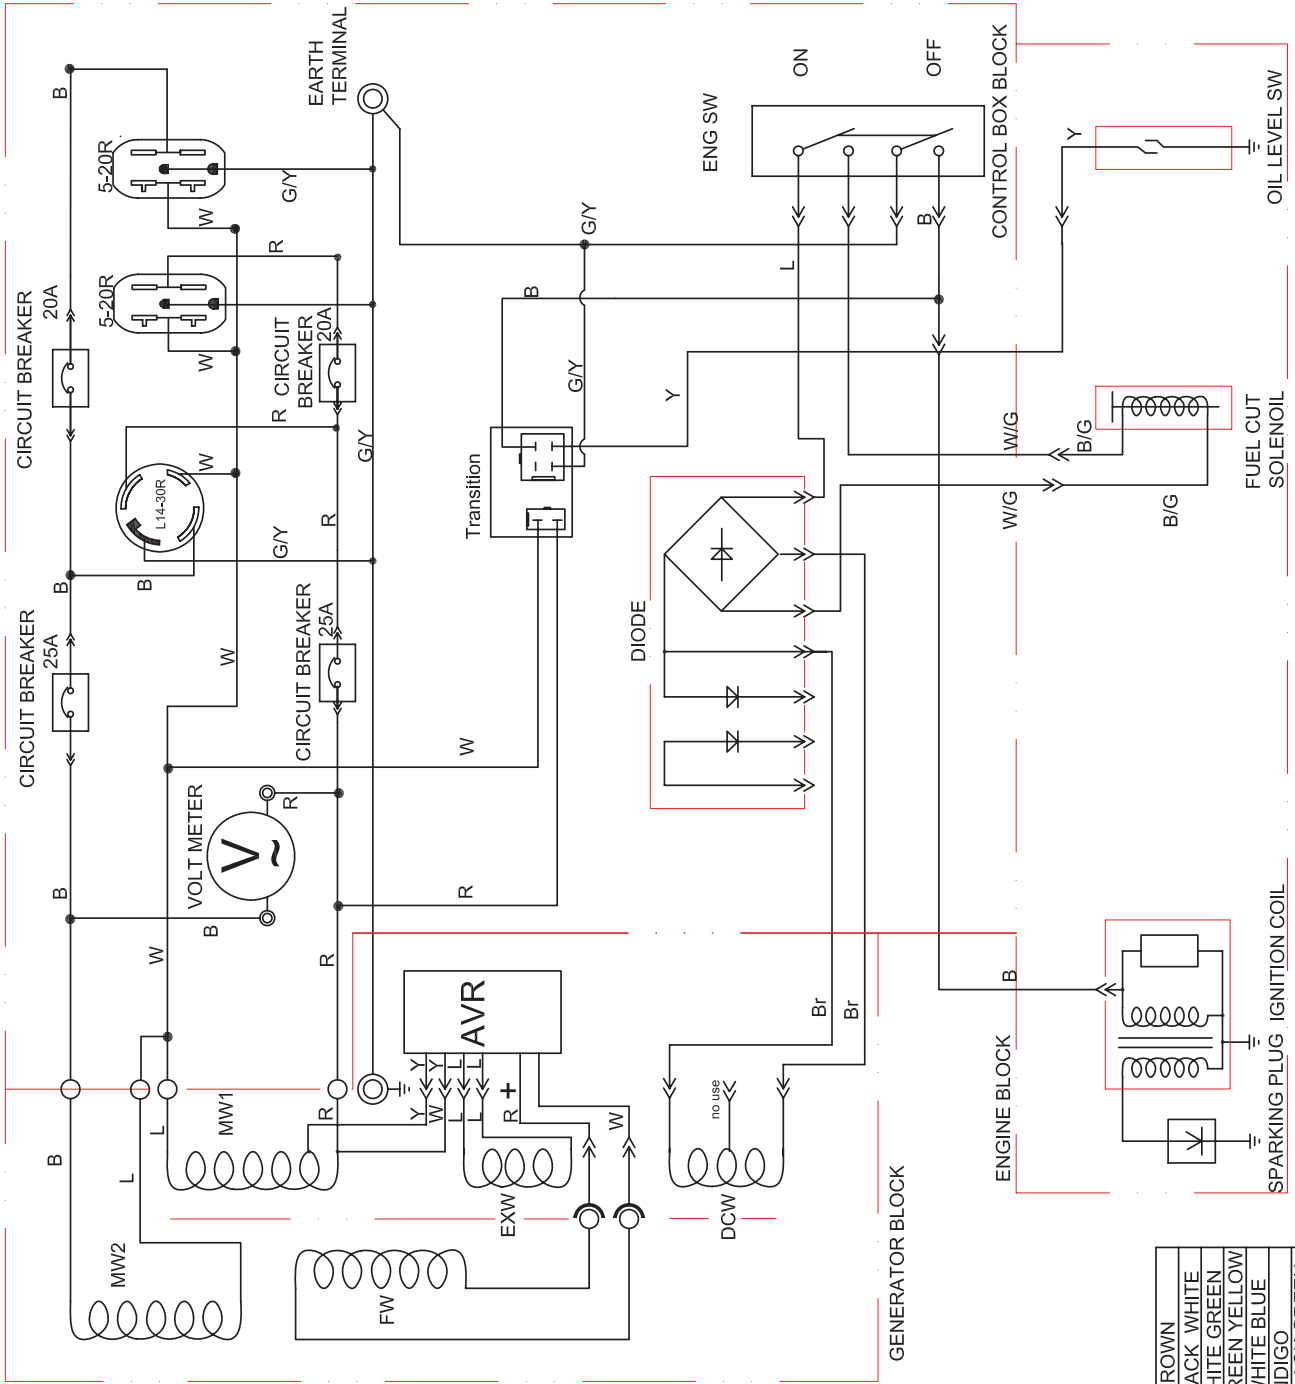 CIRCUIT BREAKER
20A
B
5-20R
W
G/Y
EARTH
TERMINAL
5-20R
W
R
CIRCUIT
BREAKER
20A
R
L14-30R
W
G/Y
G/Y
R
B
B
CIRCUIT BREAKER
25A
CIRCUIT BREAKER
25A
W
VOLT METER
V
~
R
B
B
W
R
W
R
Transition
B
G/Y
G/Y
Y
ENG SW
ON
OFF
L
B
CONTROL BOX BLOCK
Y
OIL LEVEL SW
W/G
B/G
W/G
B/G
FUEL CUT
SOLENOIL
DIODE
Br
Br
B
AVR
Y
Y
L
L
Y
W
L
L
R
+
W
MW1
L
R
B
L
MW2
EXW
FW
DCW
no use
GENERATOR BLOCK
ENGINE BLOCK
IGNITION COIL
SPARKING PLUG
ROWN
ACK WHITE
HITE GREEN
REEN YELLOW
WHITE BLUE
NDIGO